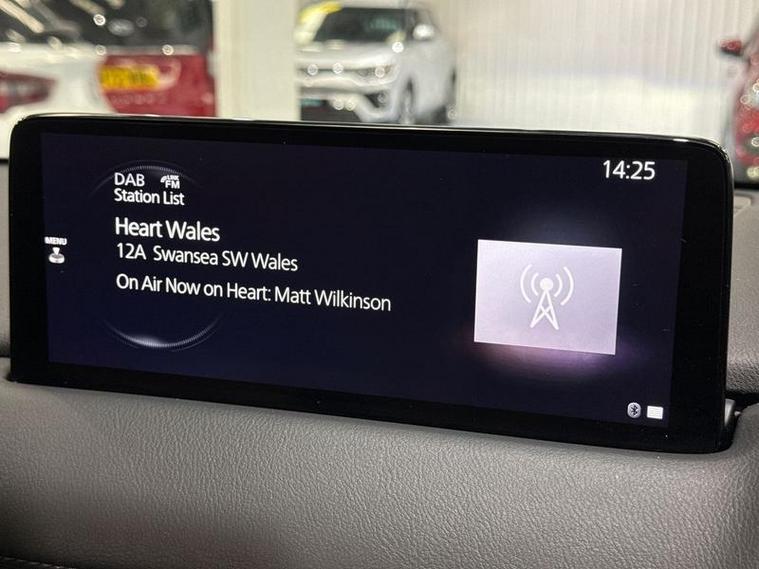 14:25
DAB LINK FM
Station List
MENU
Heart Wales
12A Swansea SW Wales
On Air Now on Heart: Matt Wilkinson